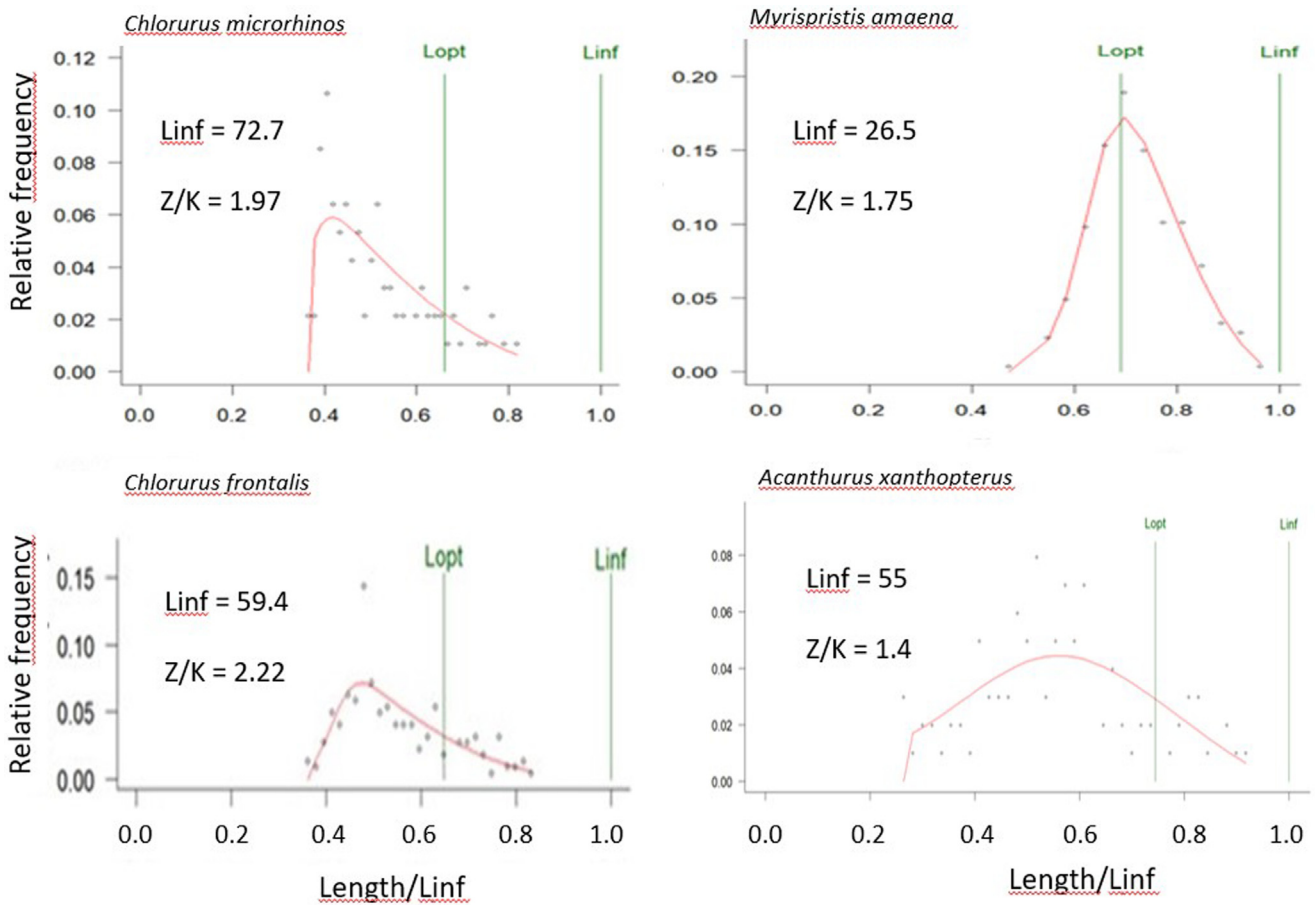 Chlorurus microrhinos
Relative frequency
0.12
0.10
0.08
0.06
0.04
0.02
0.00
Lopt
Linf
Linf = 72.7
Z/K = 1.97
0.0 0.2 0.4 0.6 0.8 1.0
Myrispristis amaena
0.20
0.15
0.10
0.05
0.00
Lopt
Linf
Linf = 26.5
Z/K = 1.75
0.0 0.2 0.4 0.6 0.8 1.0
Chlorurus frontalis
Relative frequency
0.15
0.10
0.05
0.00
Lopt
Linf
Linf = 59.4
Z/K = 2.22
0.0 0.2 0.4 0.6 0.8 1.0
Length/Linf
Acanthurus xanthopterus
0.08
0.06
0.04
0.02
0.00
Lopt
Linf
Linf = 55
Z/K = 1.4
0.0 0.2 0.4 0.6 0.8 1.0
Length/Linf